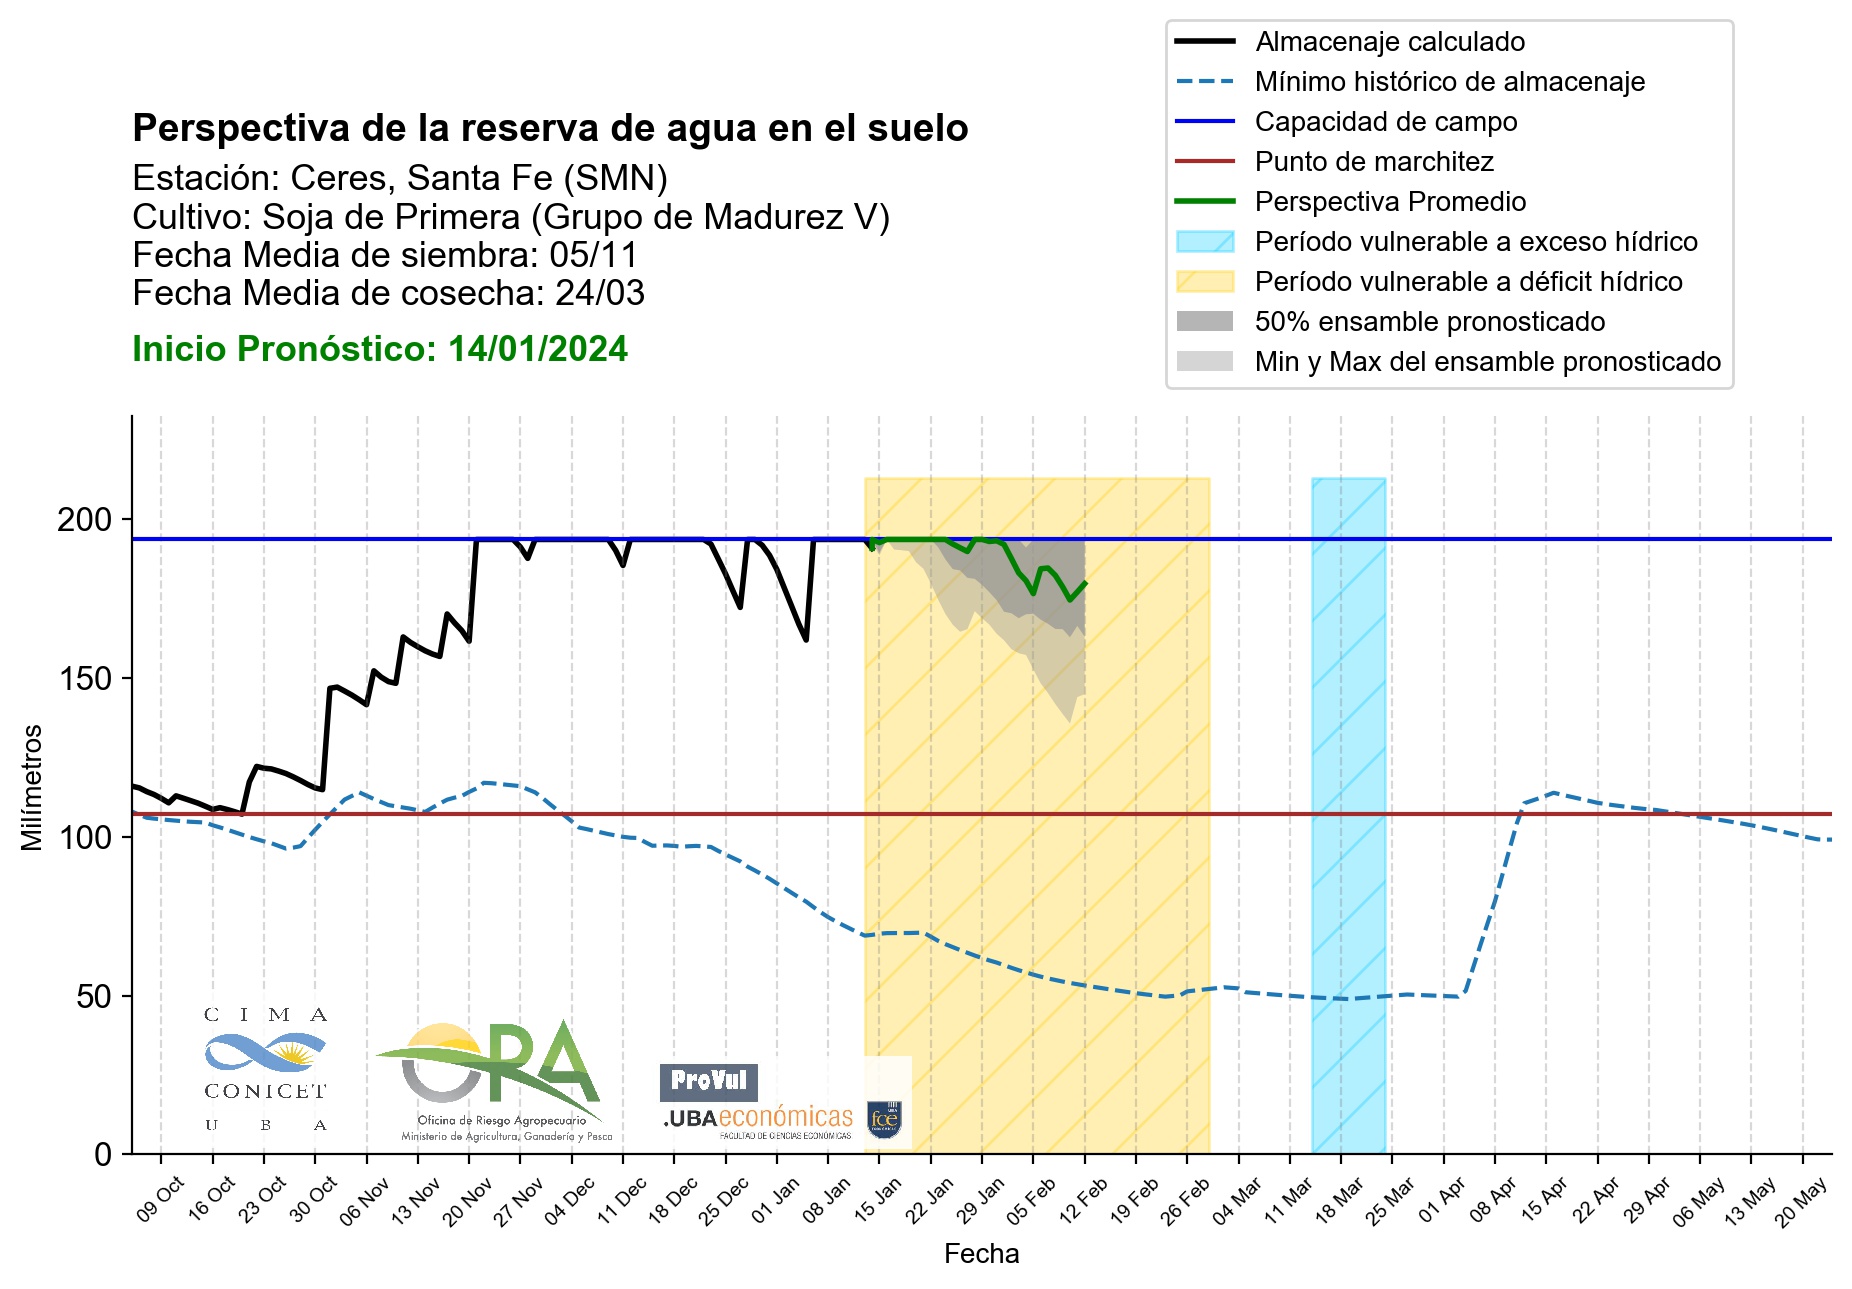 Almacenaje calculado
Mínimo histórico de almacenaje
Capacidad de campo
Punto de marchitez
Perspectiva Promedio
Período vulnerable a exceso hídrico
Período vulnerable a déficit hídrico
50% ensamble pronosticado
Min y Max del ensamble pronosticado
Perspectiva de la reserva de agua en el suelo
Estación: Ceres, Santa Fe (SMN)
Cultivo: Soja de Primera (Grupo de Madurez V)
Fecha Media de siembra: 05/11
Fecha Media de cosecha: 24/03
Inicio Pronóstico: 14/01/2024
Milímetros
200
150
100
50
0
C I M A
CONICET
U B A
OPA
Oficina de Riesgo Agropecuario
Ministerio de Agricultura, Ganadería y Pesca
ProVul
.UBAeconómicas
FACULTAD DE CIENCIAS ECONÓMICAS
UBA
fce
ECONÓMICAS
09 Oct
16 Oct
23 Oct
30 Oct
06 Nov
13 Nov
20 Nov
27 Nov
04 Dec
11 Dec
18 Dec
25 Dec
01 Jan
08 Jan
15 Jan
22 Jan
29 Jan
05 Feb
12 Feb
19 Feb
26 Feb
04 Mar
11 Mar
18 Mar
25 Mar
01 Apr
08 Apr
15 Apr
22 Apr
29 Apr
06 May
13 May
20 May
Fecha